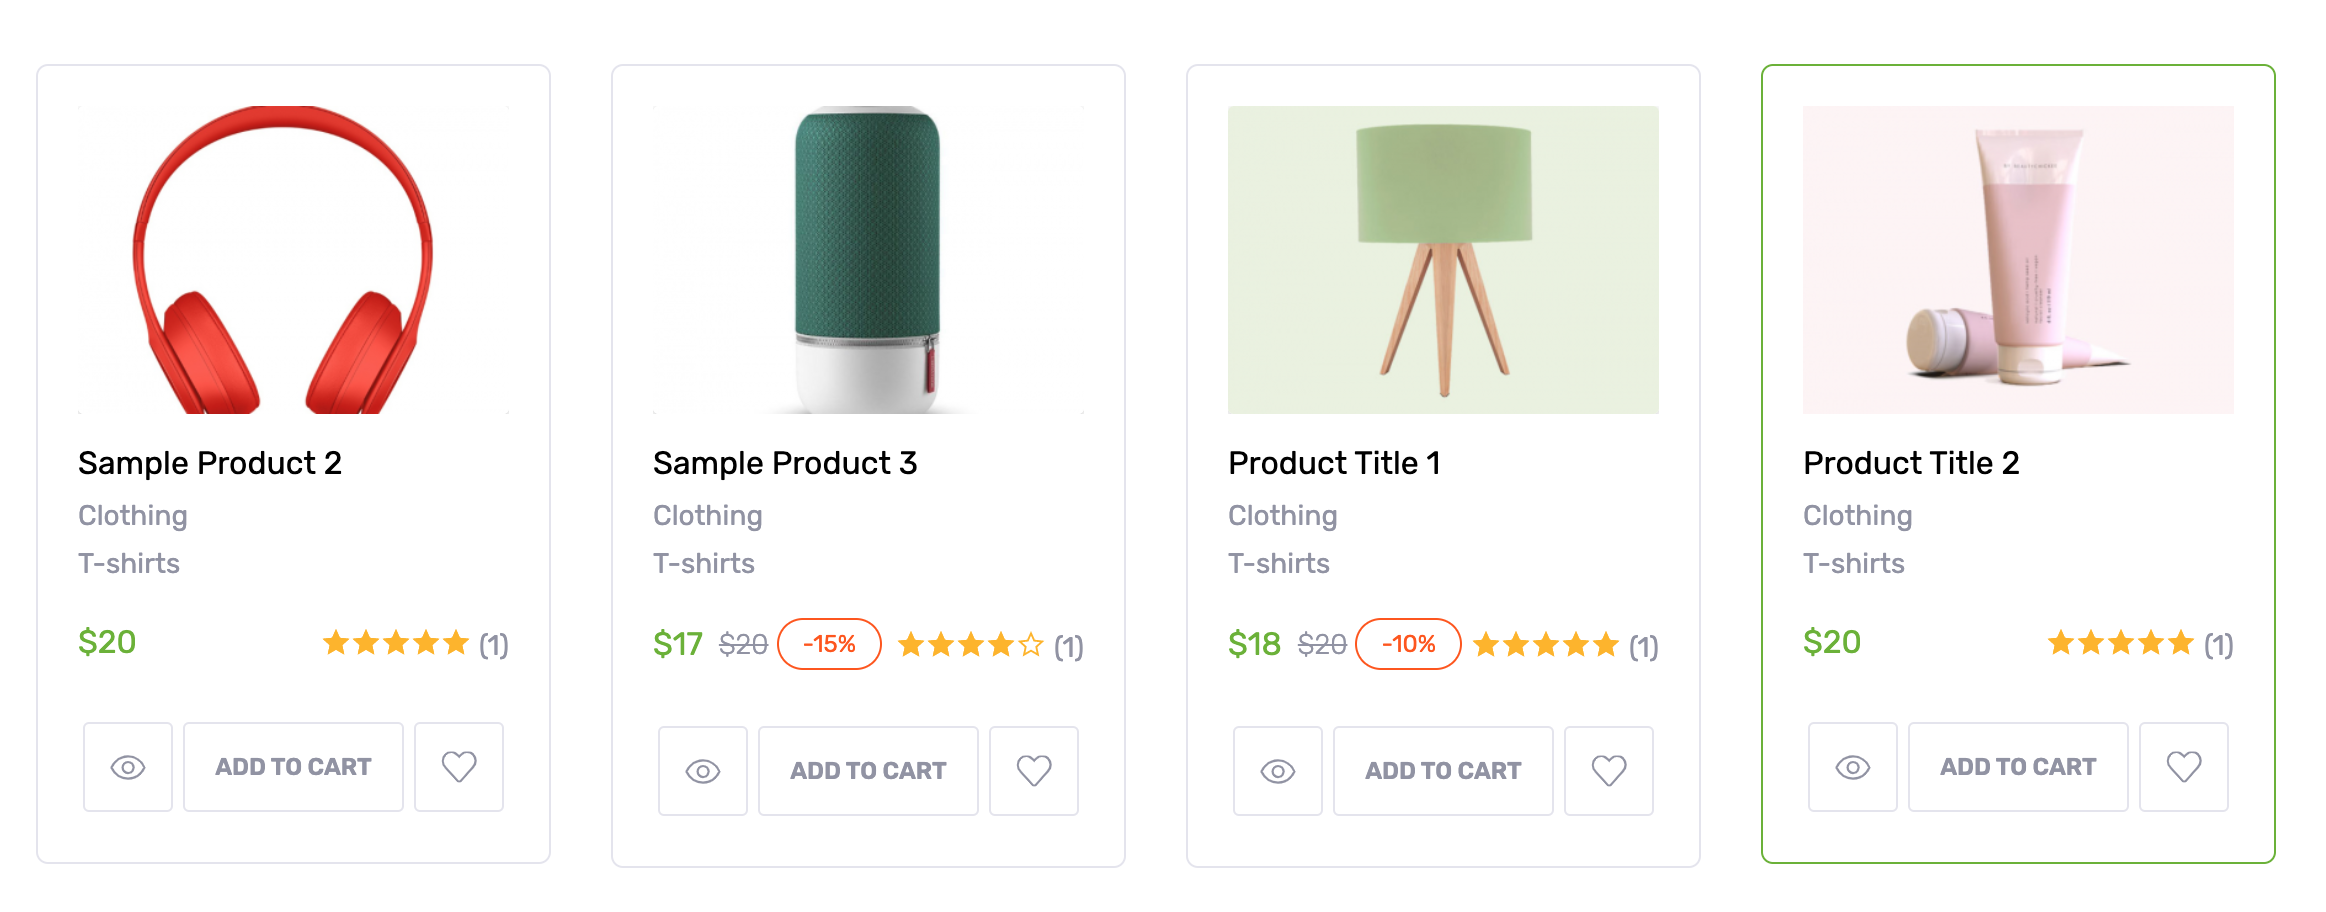 Sample Product 2
Clothing
T-shirts
$20 (1)
ADD TO CART
Sample Product 3
Clothing
T-shirts
$17 $20 -15% (1)
ADD TO CART
Product Title 1
Clothing
T-shirts
$18 $20 -10% (1)
ADD TO CART
Product Title 2
Clothing
T-shirts
$20 (1)
ADD TO CART